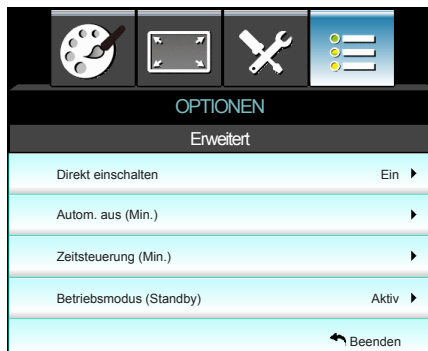 OPTIONEN
Erweitert
Direkt einschalten Ein
Autom. aus (Min.)
Zeitsteuerung (Min.)
Betriebsmodus (Standby) Aktiv
Beenden